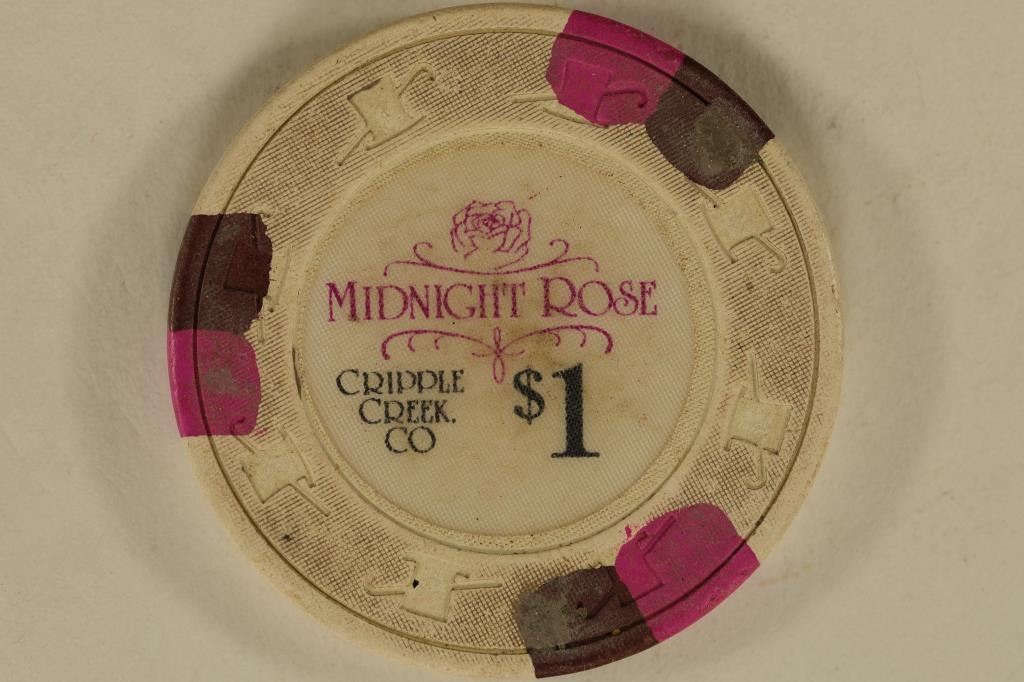 MIDNIGHT ROSE
CRIPPLE
CREEK,
CO
$1